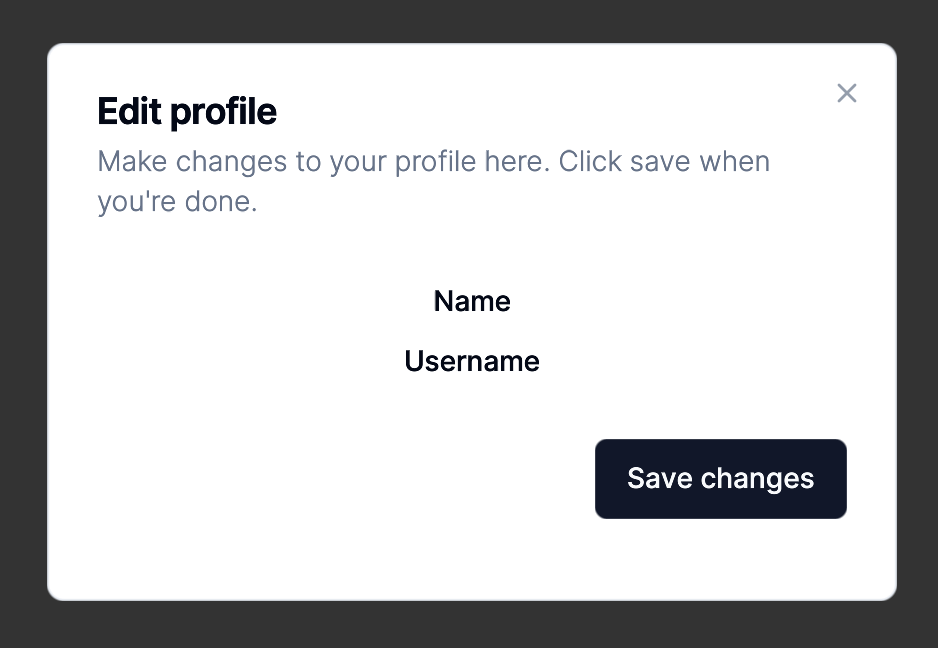 Edit profile
Make changes to your profile here. Click save when
you're done.
Name
Username
Save changes